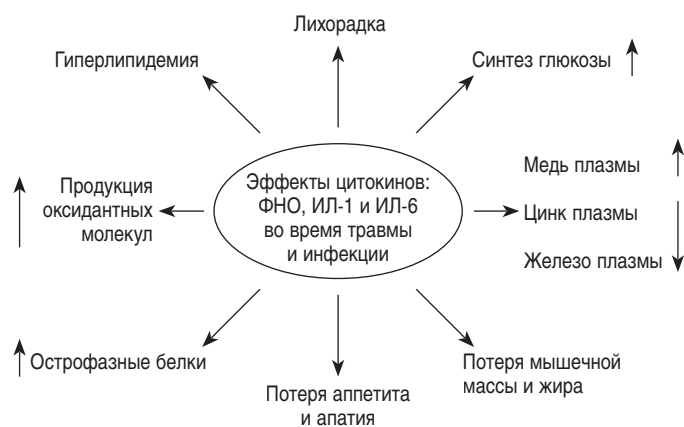 Лихорадка
Гиперлипидемия
Синтез глюкозы
Эффекты цитокинов:
ФНО, ИЛ-1 и ИЛ-6
во время травмы
и инфекции
Продукция
оксидантных
молекул
Медь плазмы
Цинк плазмы
Железо плазмы
Острофазные белки
Потеря аппетита
и апатия
Потеря мышечной
массы и жира